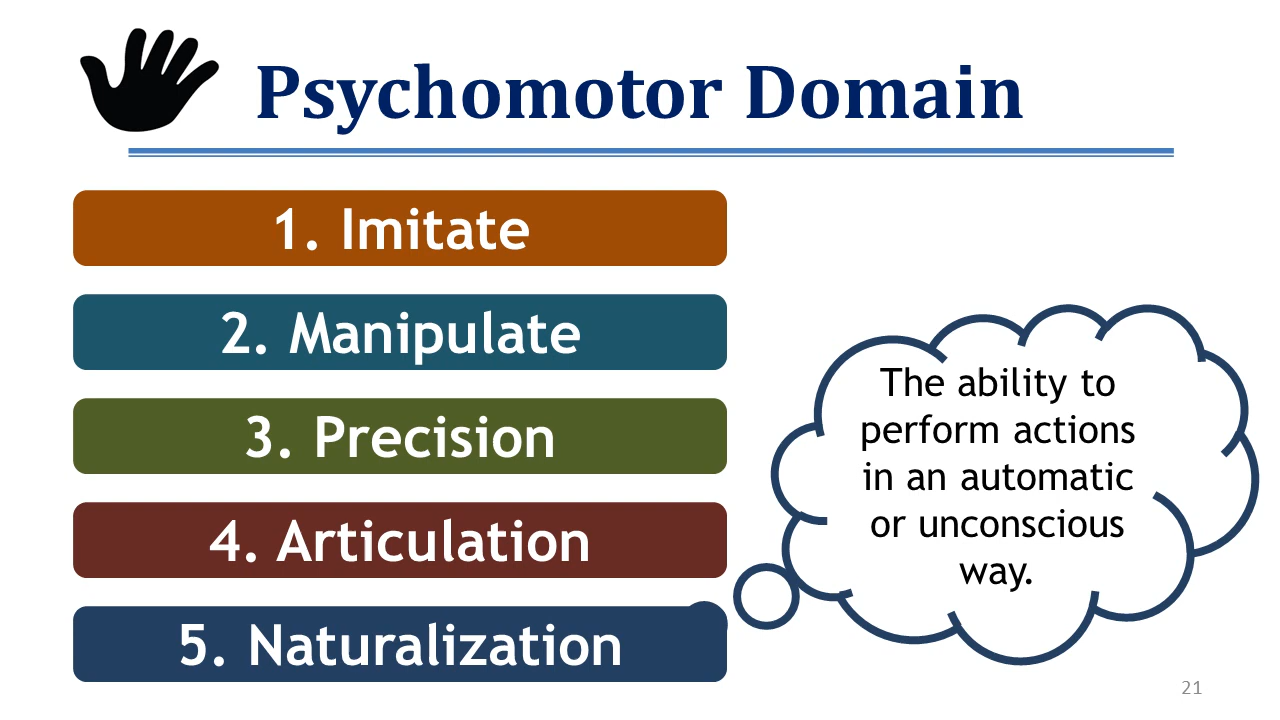 Psychomotor Domain
1. Imitate
2. Manipulate
3. Precision
4. Articulation
5. Naturalization
The ability to
perform actions
in an automatic
or unconscious
way.
21